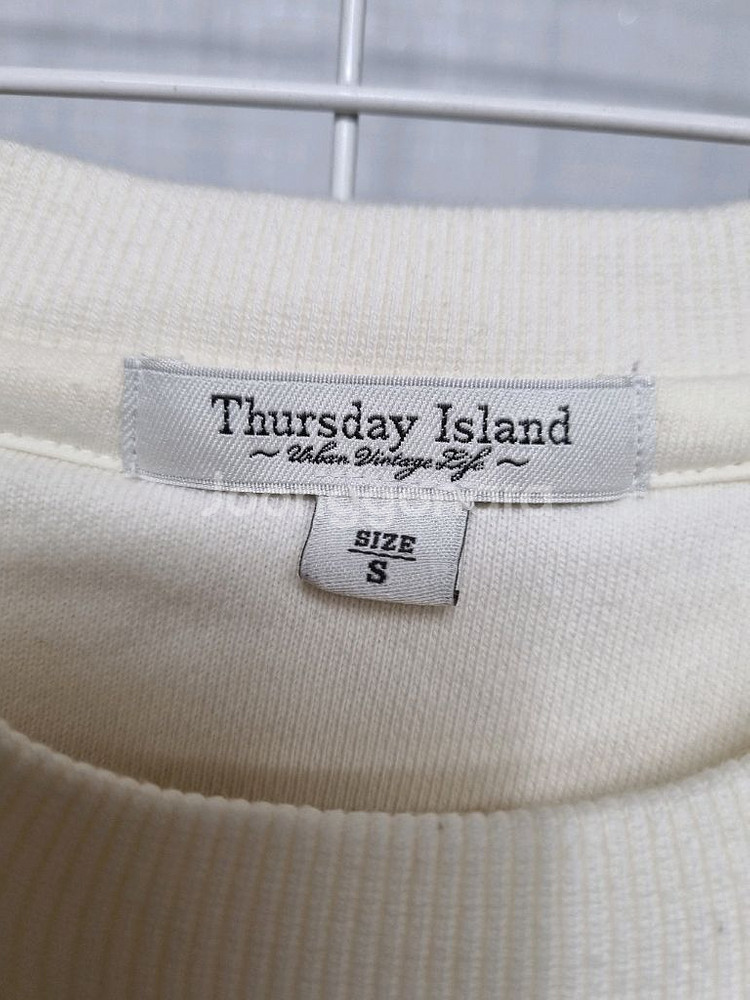 Thursday Island
~ Urban Vintage Life ~
SIZE
S